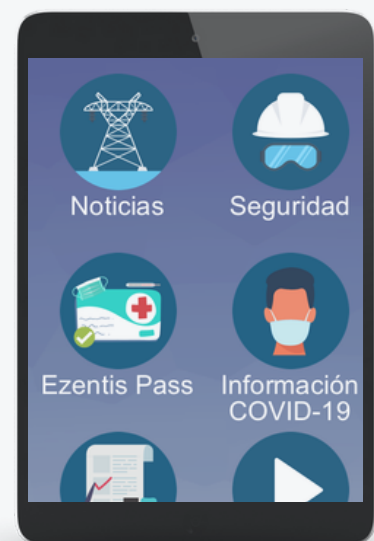 Noticias
Seguridad
Ezentis Pass
Información
COVID-19